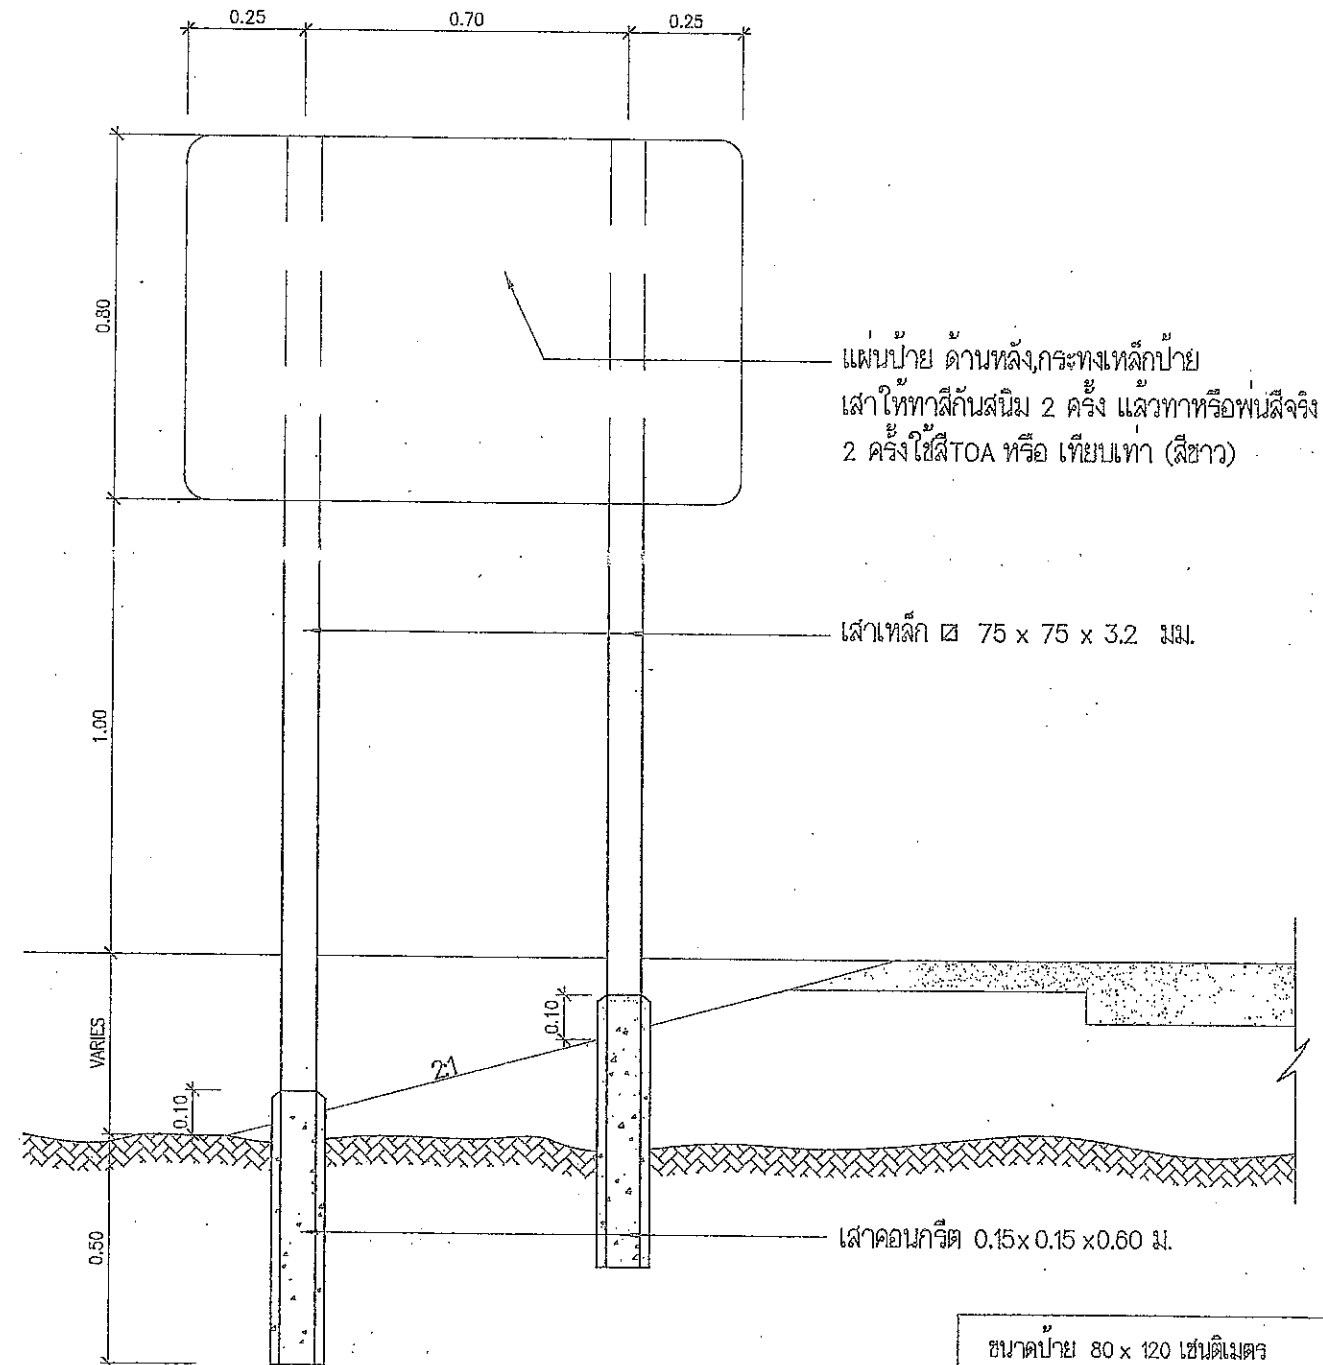 0.25 0.70 0.25
0.80
แผ่นป้าย ด้านหลัง,กระทงเหล็กป้าย
เสาให้ทาสีกันสนิม 2 ครั้ง แล้วทาหรือพ่นสีจริง
2 ครั้งใช้สีTOA หรือ เทียบเท่า (สีขาว)
เสาเหล็ก 75 x 75 x 3.2 มม.
1.00
0.10
VARIES
2:1
0.10
0.50
เสาคอนกรีต 0.15x0.15x0.60 ม.
ขนาดป้าย 80 x 120 เซนติเมตร